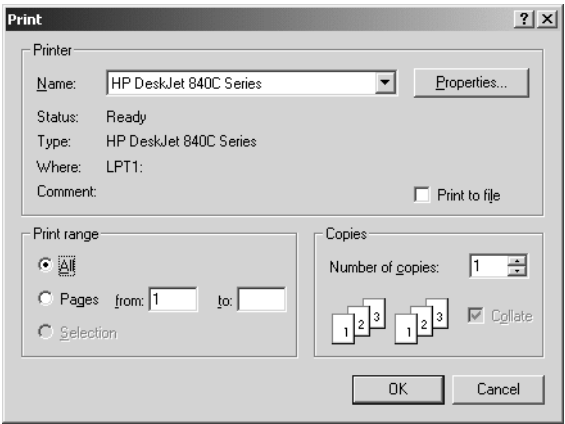 Print
Printer
Name: HP DeskJet 840C Series Properties...
Status: Ready
Type: HP DeskJet 840C Series
Where: LPT1:
Comment:
Print to file
Print range
All
Pages from: 1 to:
Selection
Copies
Number of copies: 1
1 2 3 1 2 3 Collate
OK Cancel